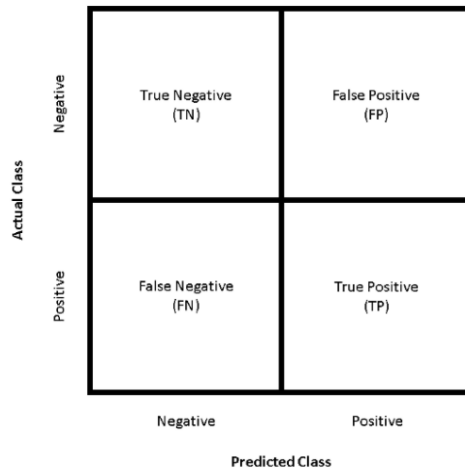 Actual Class
Negative
True Negative
(TN)
False Positive
(FP)
Positive
False Negative
(FN)
True Positive
(TP)
Negative
Positive
Predicted Class